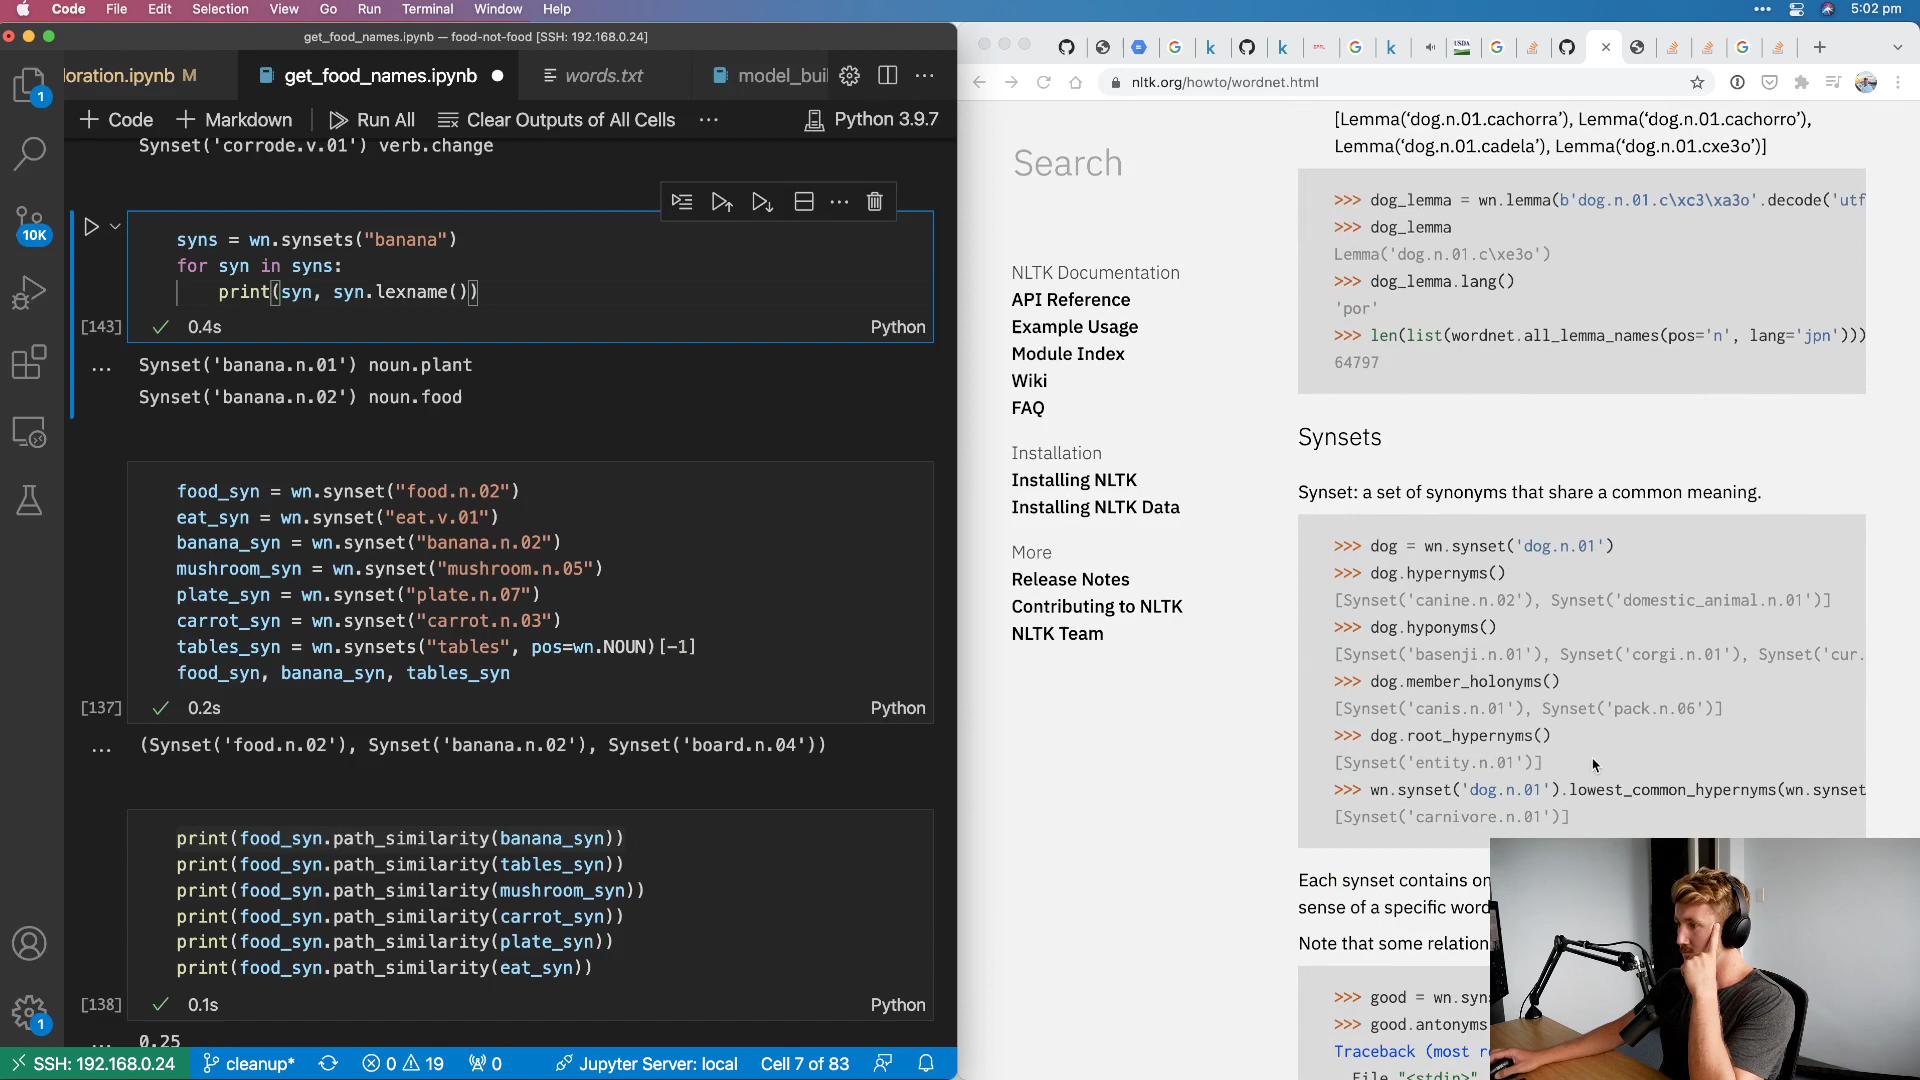 Code File Edit Selection View Go Run Terminal Window Help
5:02 pm
get_food_names.ipynb — food-not-food [SSH: 192.168.0.24]
loration.ipynb M
get_food_names.ipynb
words.txt
model_buil
+ Code + Markdown Run All Clear Outputs of All Cells ··· Python 3.9.7
Synset('corrode.v.01') verb.change
syns = wn.synsets("banana")
for syn in syns:
print(syn, syn.lexname())
[143] 0.4s Python
Synset('banana.n.01') noun.plant
Synset('banana.n.02') noun.food
food_syn = wn.synset("food.n.02")
eat_syn = wn.synset("eat.v.01")
banana_syn = wn.synset("banana.n.02")
mushroom_syn = wn.synset("mushroom.n.05")
plate_syn = wn.synset("plate.n.07")
carrot_syn = wn.synset("carrot.n.03")
tables_syn = wn.synsets("tables", pos=wn.NOUN)[-1]
food_syn, banana_syn, tables_syn
[137] 0.2s Python
(Synset('food.n.02'), Synset('banana.n.02'), Synset('board.n.04'))
print(food_syn.path_similarity(banana_syn))
print(food_syn.path_similarity(tables_syn))
print(food_syn.path_similarity(mushroom_syn))
print(food_syn.path_similarity(carrot_syn))
print(food_syn.path_similarity(plate_syn))
print(food_syn.path_similarity(eat_syn))
[138] 0.1s Python
0.25
1
10K
1
SSH: 192.168.0.24 cleanup* 0 19 0 Jupyter Server: local Cell 7 of 83
nltk.org/howto/wordnet.html
Search
NLTK Documentation
API Reference
Example Usage
Module Index
Wiki
FAQ
Installation
Installing NLTK
Installing NLTK Data
More
Release Notes
Contributing to NLTK
NLTK Team
[Lemma(‘dog.n.01.cachorra’), Lemma(‘dog.n.01.cachorro’),
Lemma(‘dog.n.01.cadela’), Lemma(‘dog.n.01.cxe3o’)]
>>> dog_lemma = wn.lemma(b'dog.n.01.c\xc3\xa3o'.decode('utf
>>> dog_lemma
Lemma('dog.n.01.c\xe3o')
>>> dog_lemma.lang()
'por'
>>> len(list(wordnet.all_lemma_names(pos='n', lang='jpn')))
64797
Synsets
Synset: a set of synonyms that share a common meaning.
>>> dog = wn.synset('dog.n.01')
>>> dog.hypernyms()
[Synset('canine.n.02'), Synset('domestic_animal.n.01')]
>>> dog.hyponyms()
[Synset('basenji.n.01'), Synset('corgi.n.01'), Synset('cur.
>>> dog.member_holonyms()
[Synset('canis.n.01'), Synset('pack.n.06')]
>>> dog.root_hypernyms()
[Synset('entity.n.01')]
>>> wn.synset('dog.n.01').lowest_common_hypernyms(wn.synset
[Synset('carnivore.n.01')]
Each synset contains on
sense of a specific word
Note that some relation
>>> good = wn.syn
>>> good.antonyms
Traceback (most r
File "<stdin>"